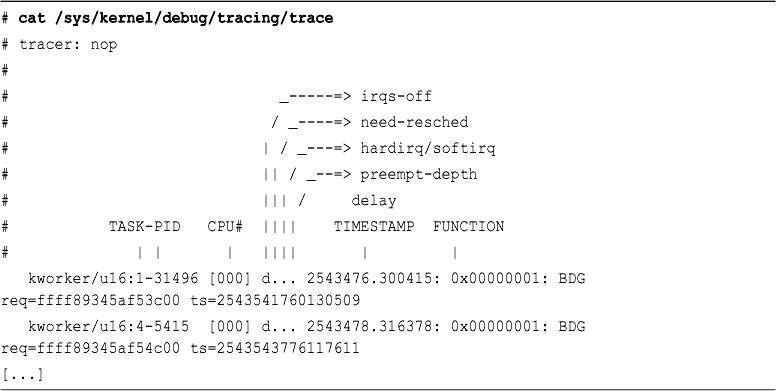 # cat /sys/kernel/debug/tracing/trace
# tracer: nop
#
#                              _-----=> irqs-off
#                             / _----=> need-resched
#                            | / _---=> hardirq/softirq
#                            || / _--=> preempt-depth
#                            ||| /     delay
#           TASK-PID   CPU#  ||||    TIMESTAMP  FUNCTION
#              | |       |   ||||       |         |
   kworker/u16:1-31496 [000] d... 2543476.300415: 0x00000001: BDG
req=ffff89345af53c00 ts=2543541760130509
   kworker/u16:4-5415  [000] d... 2543478.316378: 0x00000001: BDG
req=ffff89345af54c00 ts=2543543776117611
[...]